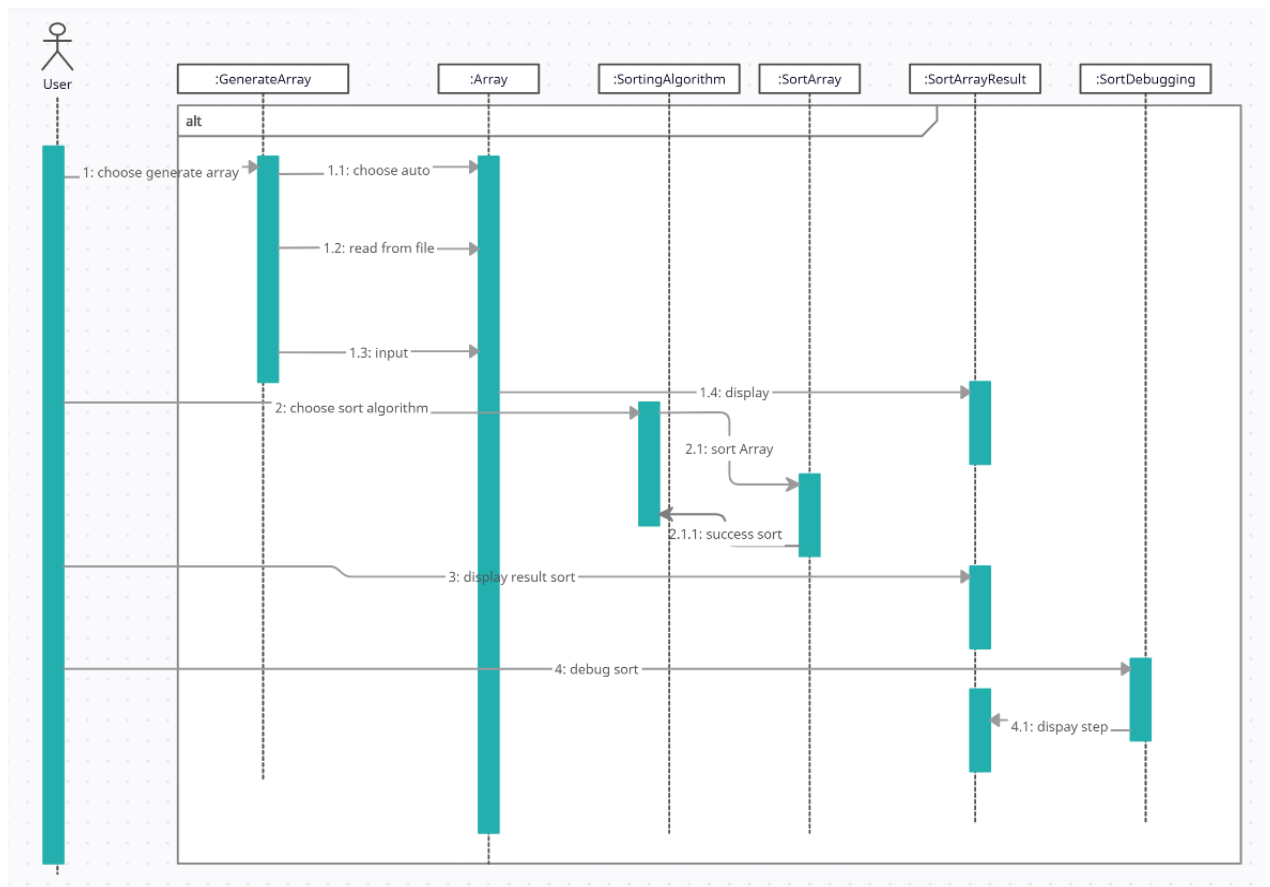 User
:GenerateArray
:Array
:SortingAlgorithm
:SortArray
:SortArrayResult
:SortDebugging
alt
1: choose generate array
1.1: choose auto
1.2: read from file
1.3: input
1.4: display
2: choose sort algorithm
2.1: sort Array
2.1.1: success sort
3: display result sort
4: debug sort
4.1: dispay step